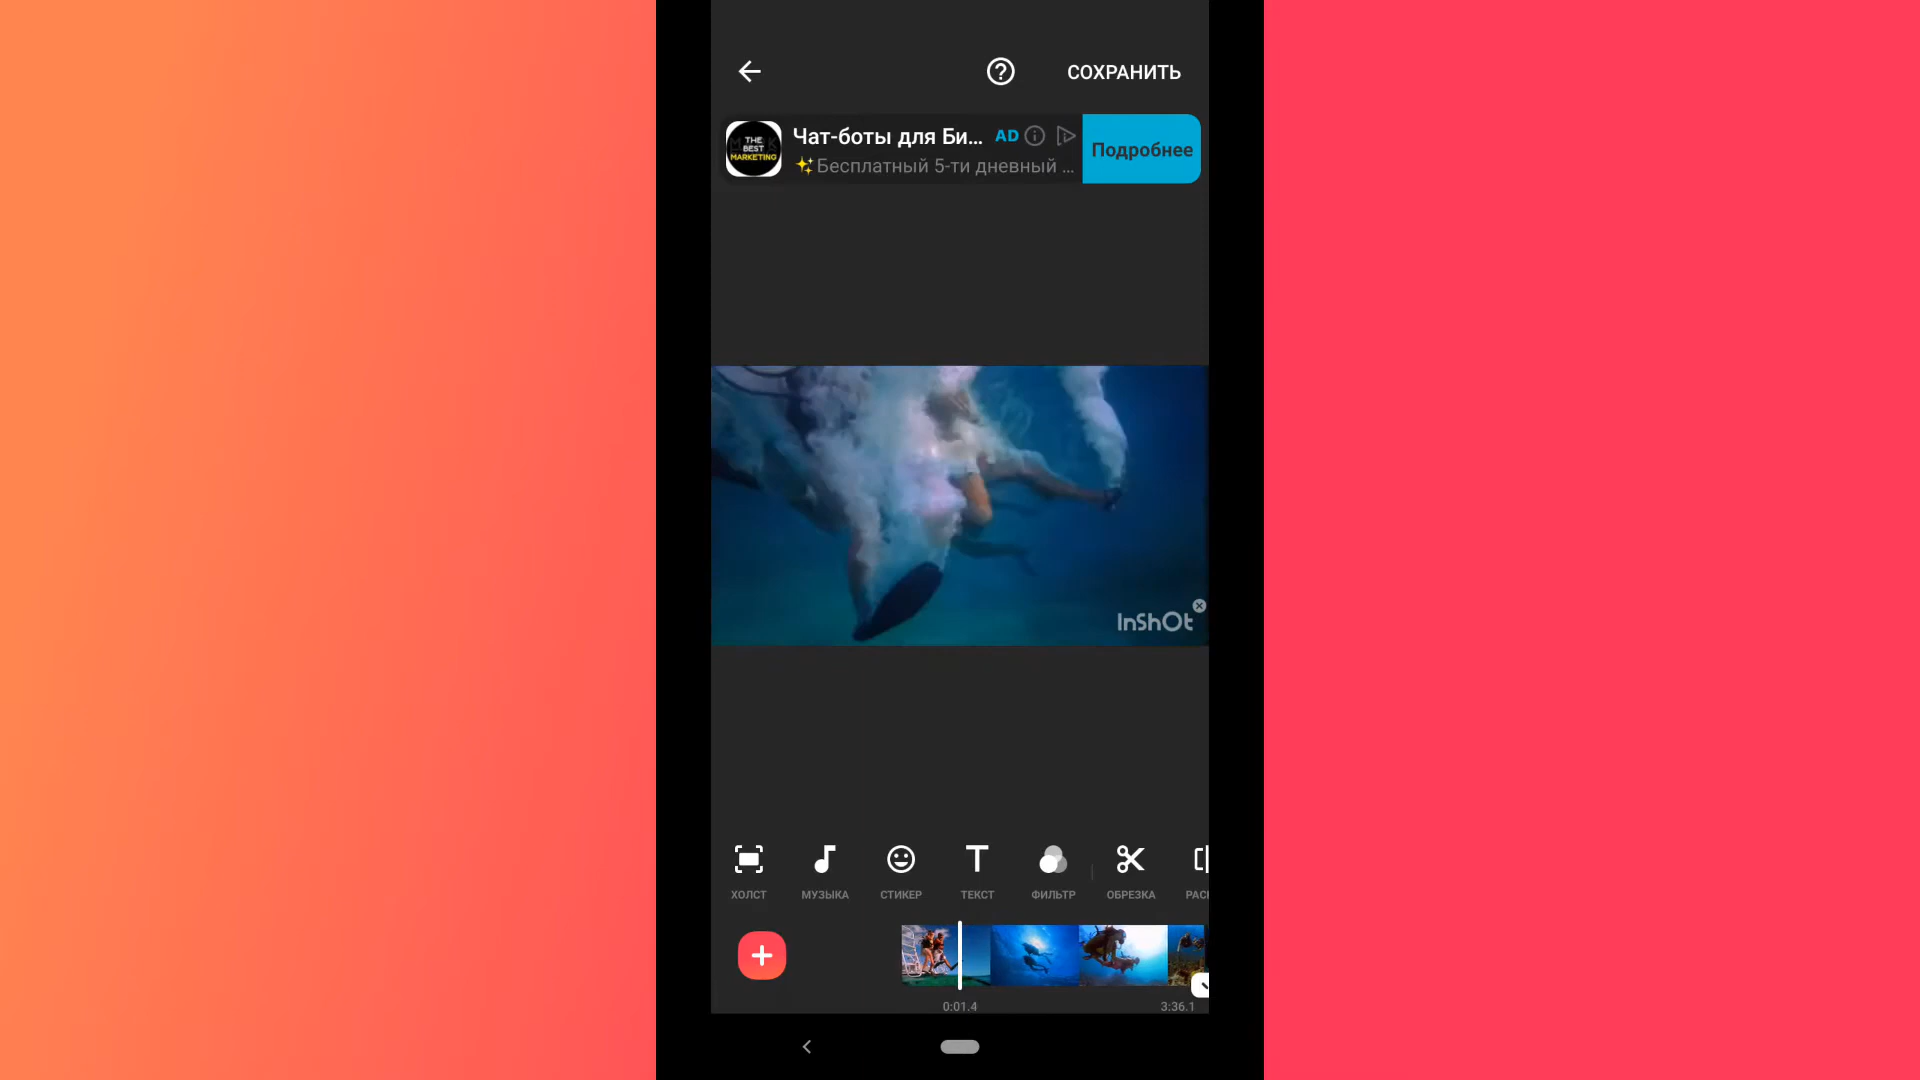 СОХРАНИТЬ
THE
BEST
MARKETING
Чат-боты для Би... AD
✨Бесплатный 5-ти дневный ...
Подробнее
InShOt
ХОЛСТ МУЗЫКА СТИКЕР ТЕКСТ ФИЛЬТР ОБРЕЗКА
0:01.4 3:36.1